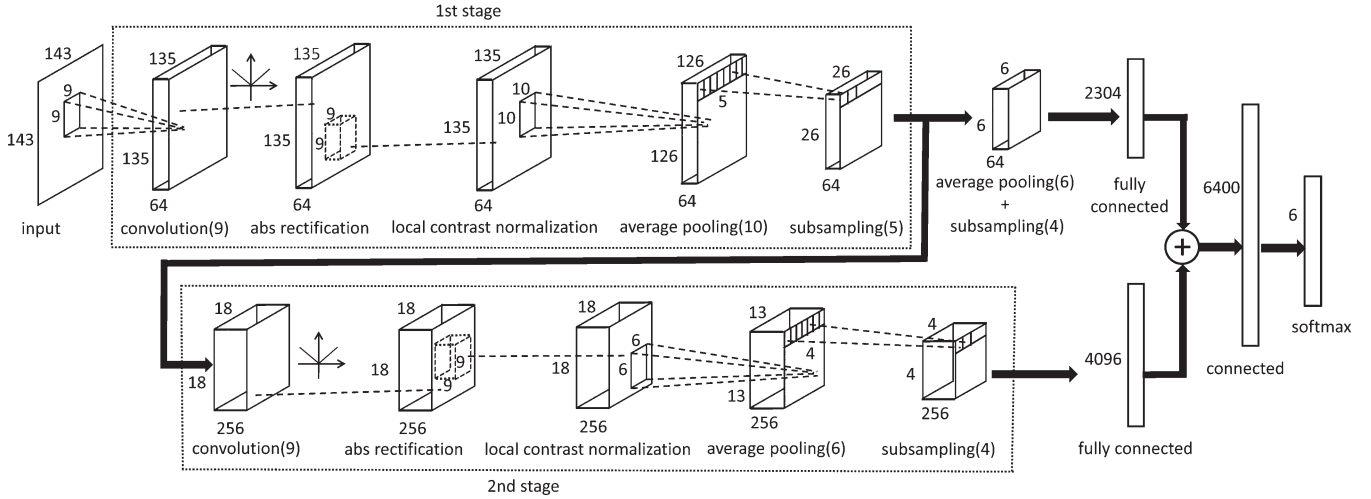 1st stage
143
143
9
9
input
135
135
64
convolution(9)
135
135
9
9
64
abs rectification
135
135
10
10
64
local contrast normalization
126
126
5
64
average pooling(10)
26
26
64
subsampling(5)
6
6
64
average pooling(6)
+
subsampling(4)
2304
fully
connected
+
6400
connected
6
softmax
18
18
256
convolution(9)
18
18
9
9
256
abs rectification
18
18
6
6
256
local contrast normalization
13
13
4
256
average pooling(6)
4
4
256
subsampling(4)
4096
fully connected
2nd stage